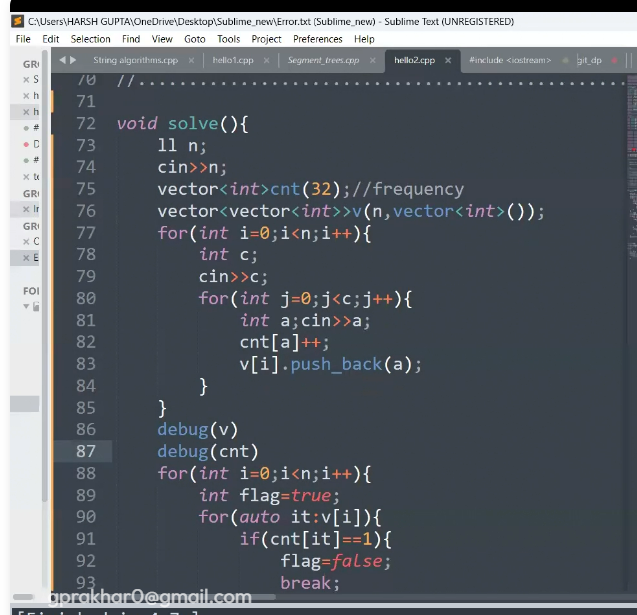 C:\Users\HARSH GUPTA\OneDrive\Desktop\Sublime_new\Error.txt (Sublime_new) - Sublime Text (UNREGISTERED)
File Edit Selection Find View Goto Tools Project Preferences Help
String algorithms.cpp × hello1.cpp × Segment_trees.cpp × hello2.cpp × #include <iostream> git_dp
70 //
71
72 void solve(){
73 ll n;
74 cin>>n;
75 vector<int>cnt(32);//frequency
76 vector<vector<int>>v(n,vector<int>());
77 for(int i=0;i<n;i++){
78 int c;
79 cin>>c;
80 for(int j=0;j<c;j++){
81 int a;cin>>a;
82 cnt[a]++;
83 v[i].push_back(a);
84 }
85 }
86 debug(v)
87 debug(cnt)
88 for(int i=0;i<n;i++){
89 int flag=true;
90 for(auto it:v[i]){
91 if(cnt[it]==1){
92 flag=false;
93 break;
gprakhar0@gmail.com